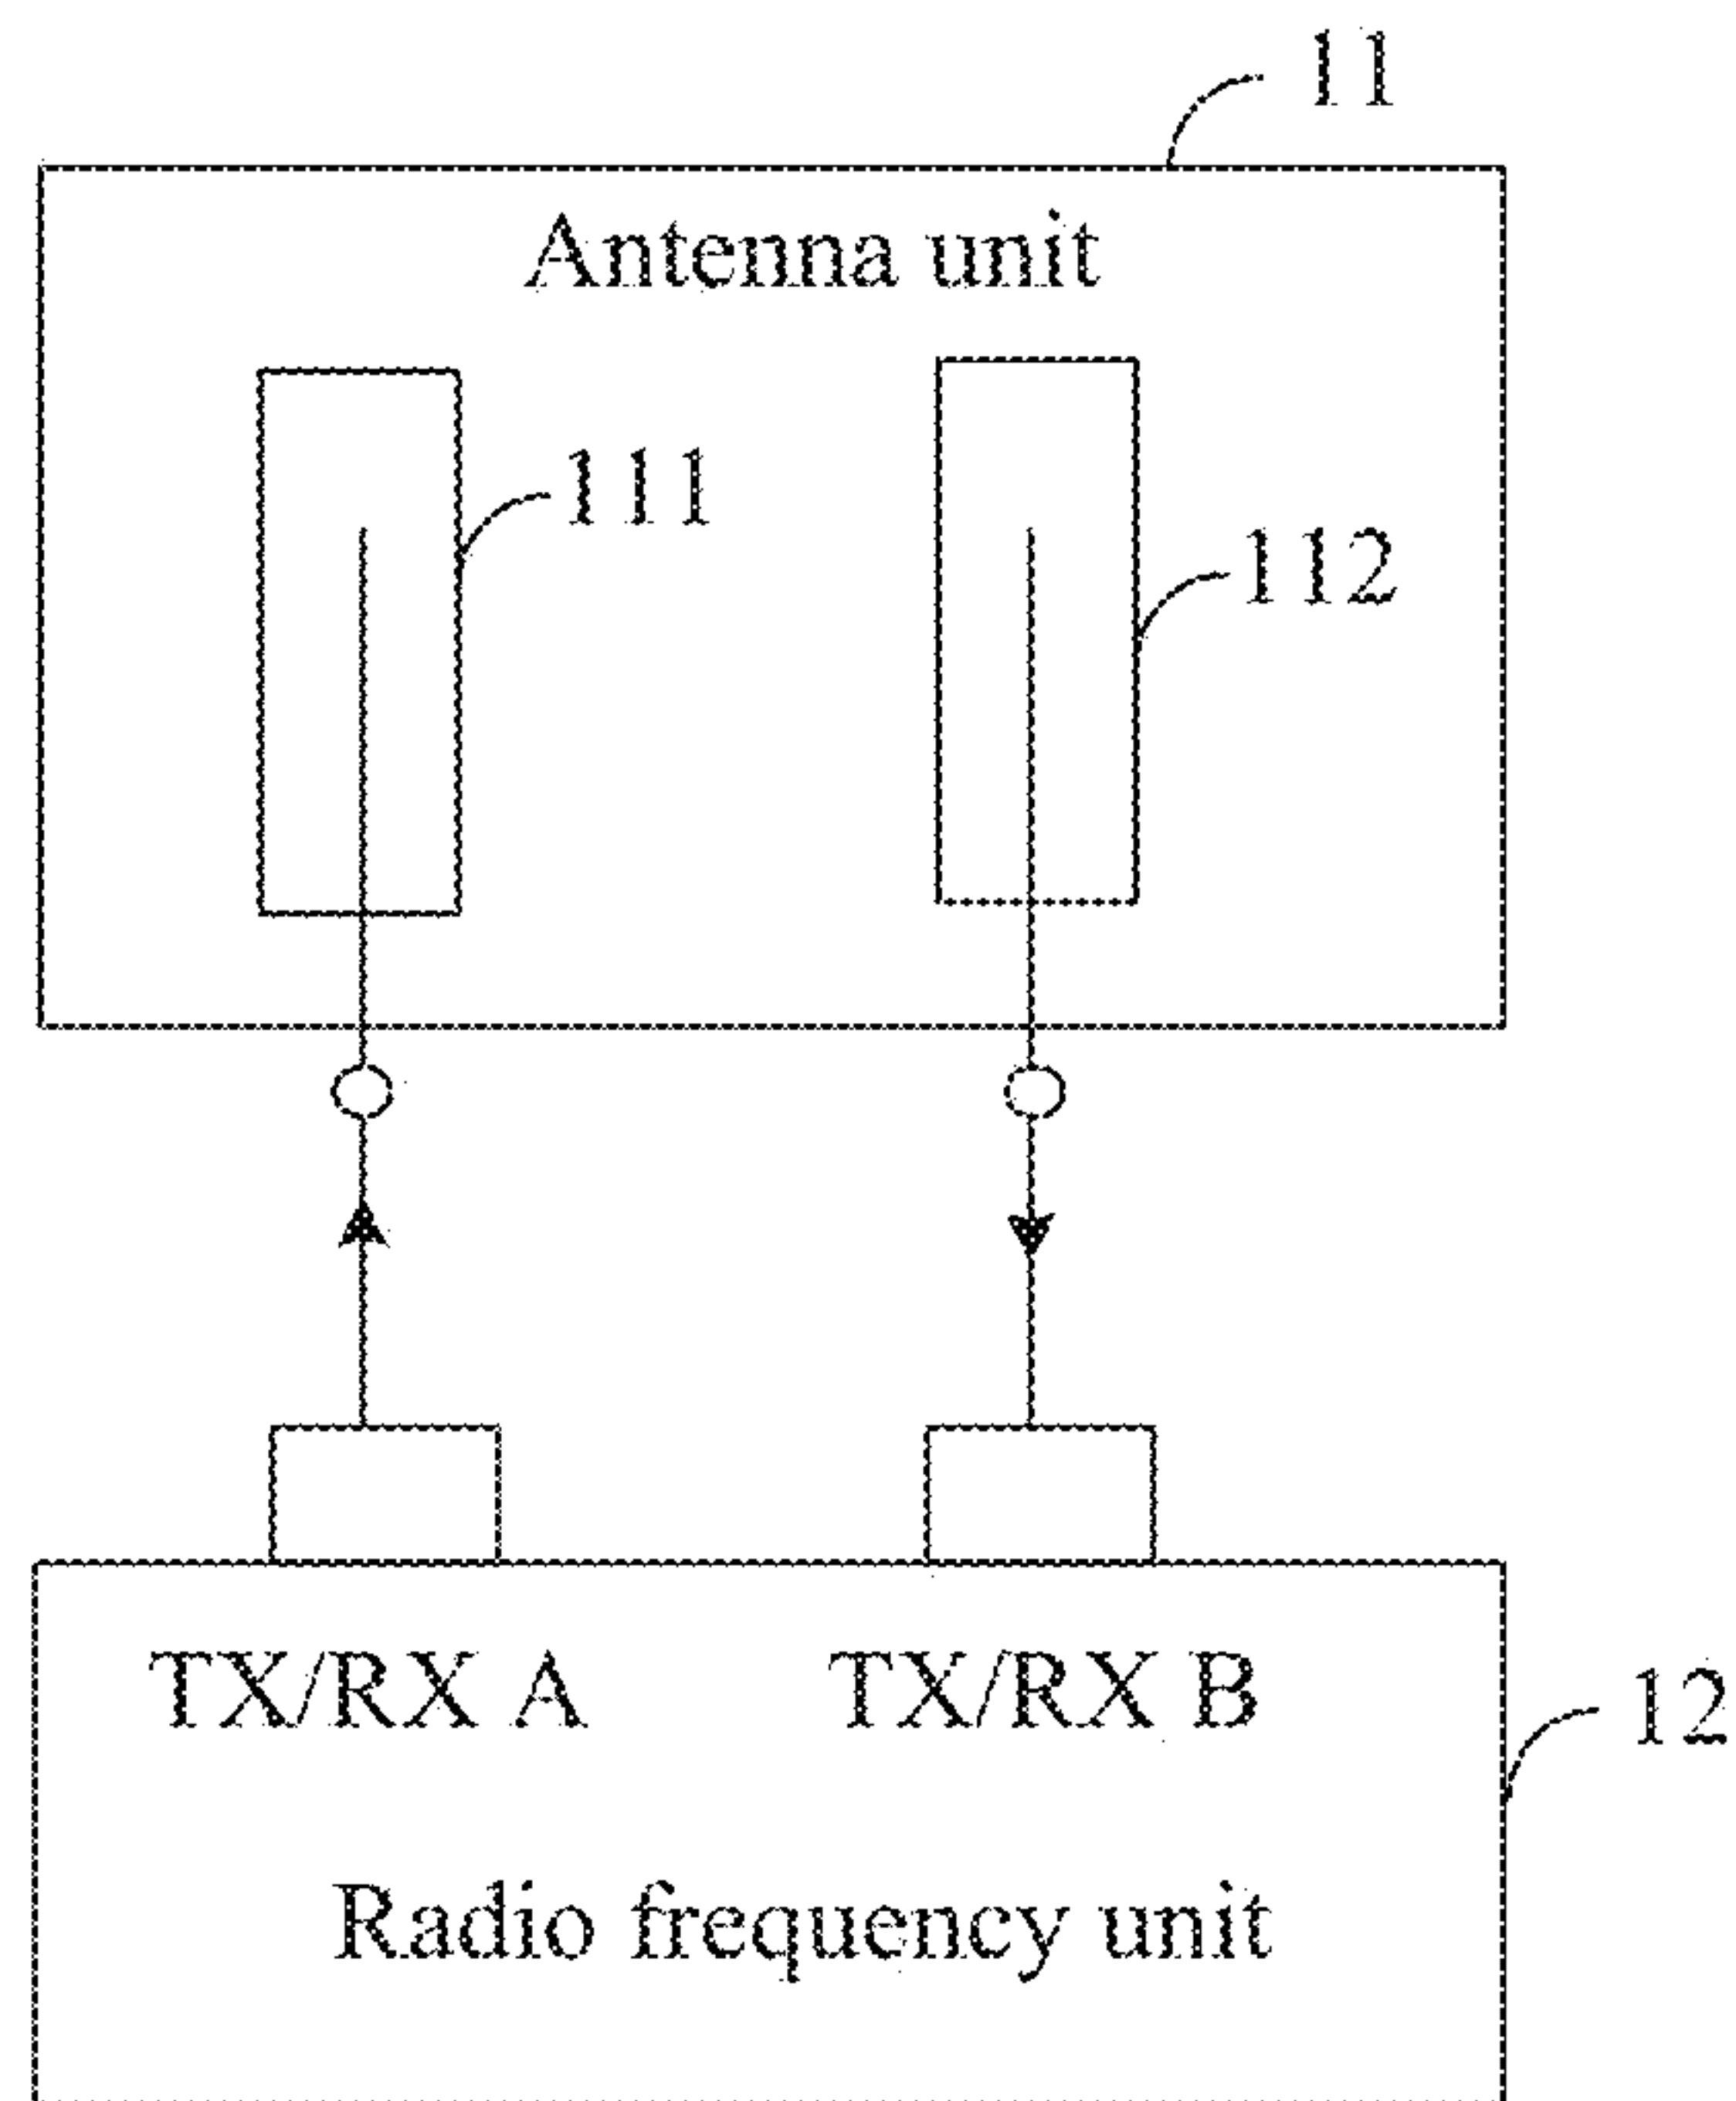 11
Antenna unit
111
112
TX/RX A TX/RX B
12
Radio frequency unit